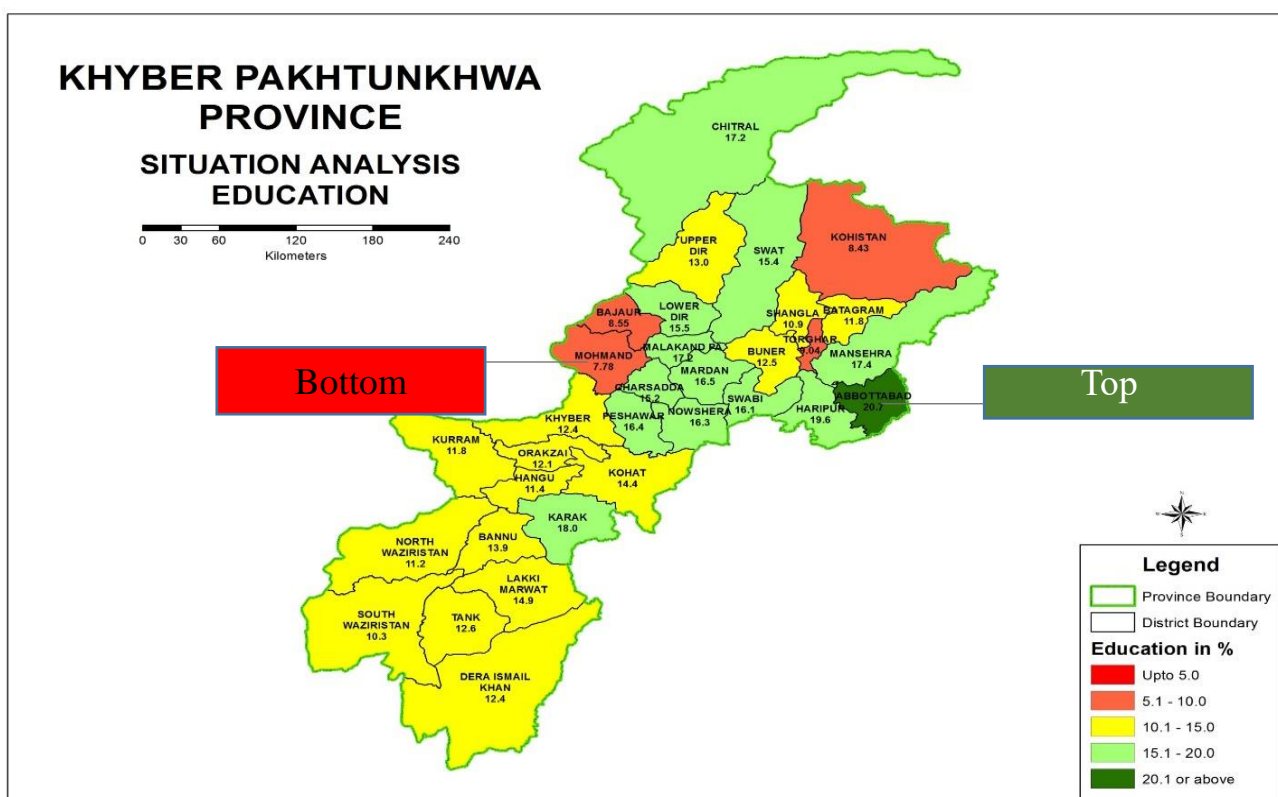 KHYBER PAKHTUNKHWA
PROVINCE
SITUATION ANALYSIS
EDUCATION
0 30 60 120 180 240
Kilometers
CHITRAL
17.2
UPPER
DIR
13.0
SWAT
15.4
KOHISTAN
8.43
LOWER
DIR
15.5
BAJAUR
8.55
SHANGLA
10.9
BATAGRAM
11.8
TORGHAR
9.04
MALAKAND PA
17.2
MOHMAND
7.78
BUNER
12.5
MANSEHRA
17.4
MARDAN
16.5
CHARSADDA
15.2
SWABI
16.1
ABBOTTABAD
20.7
HARIPUR
19.6
PESHAWAR
16.4
NOWSHERA
16.3
Bottom
Top
KHYBER
12.4
KURRAM
11.8
ORAKZAI
12.1
HANGU
11.4
KOHAT
14.4
KARAK
18.0
NORTH
WAZIRISTAN
11.2
BANNU
13.9
LAKKI
MARWAT
14.9
SOUTH
WAZIRISTAN
10.3
TANK
12.6
DERA ISMAIL
KHAN
12.4
N
Legend
Province Boundary
District Boundary
Education in %
Upto 5.0
5.1 - 10.0
10.1 - 15.0
15.1 - 20.0
20.1 or above